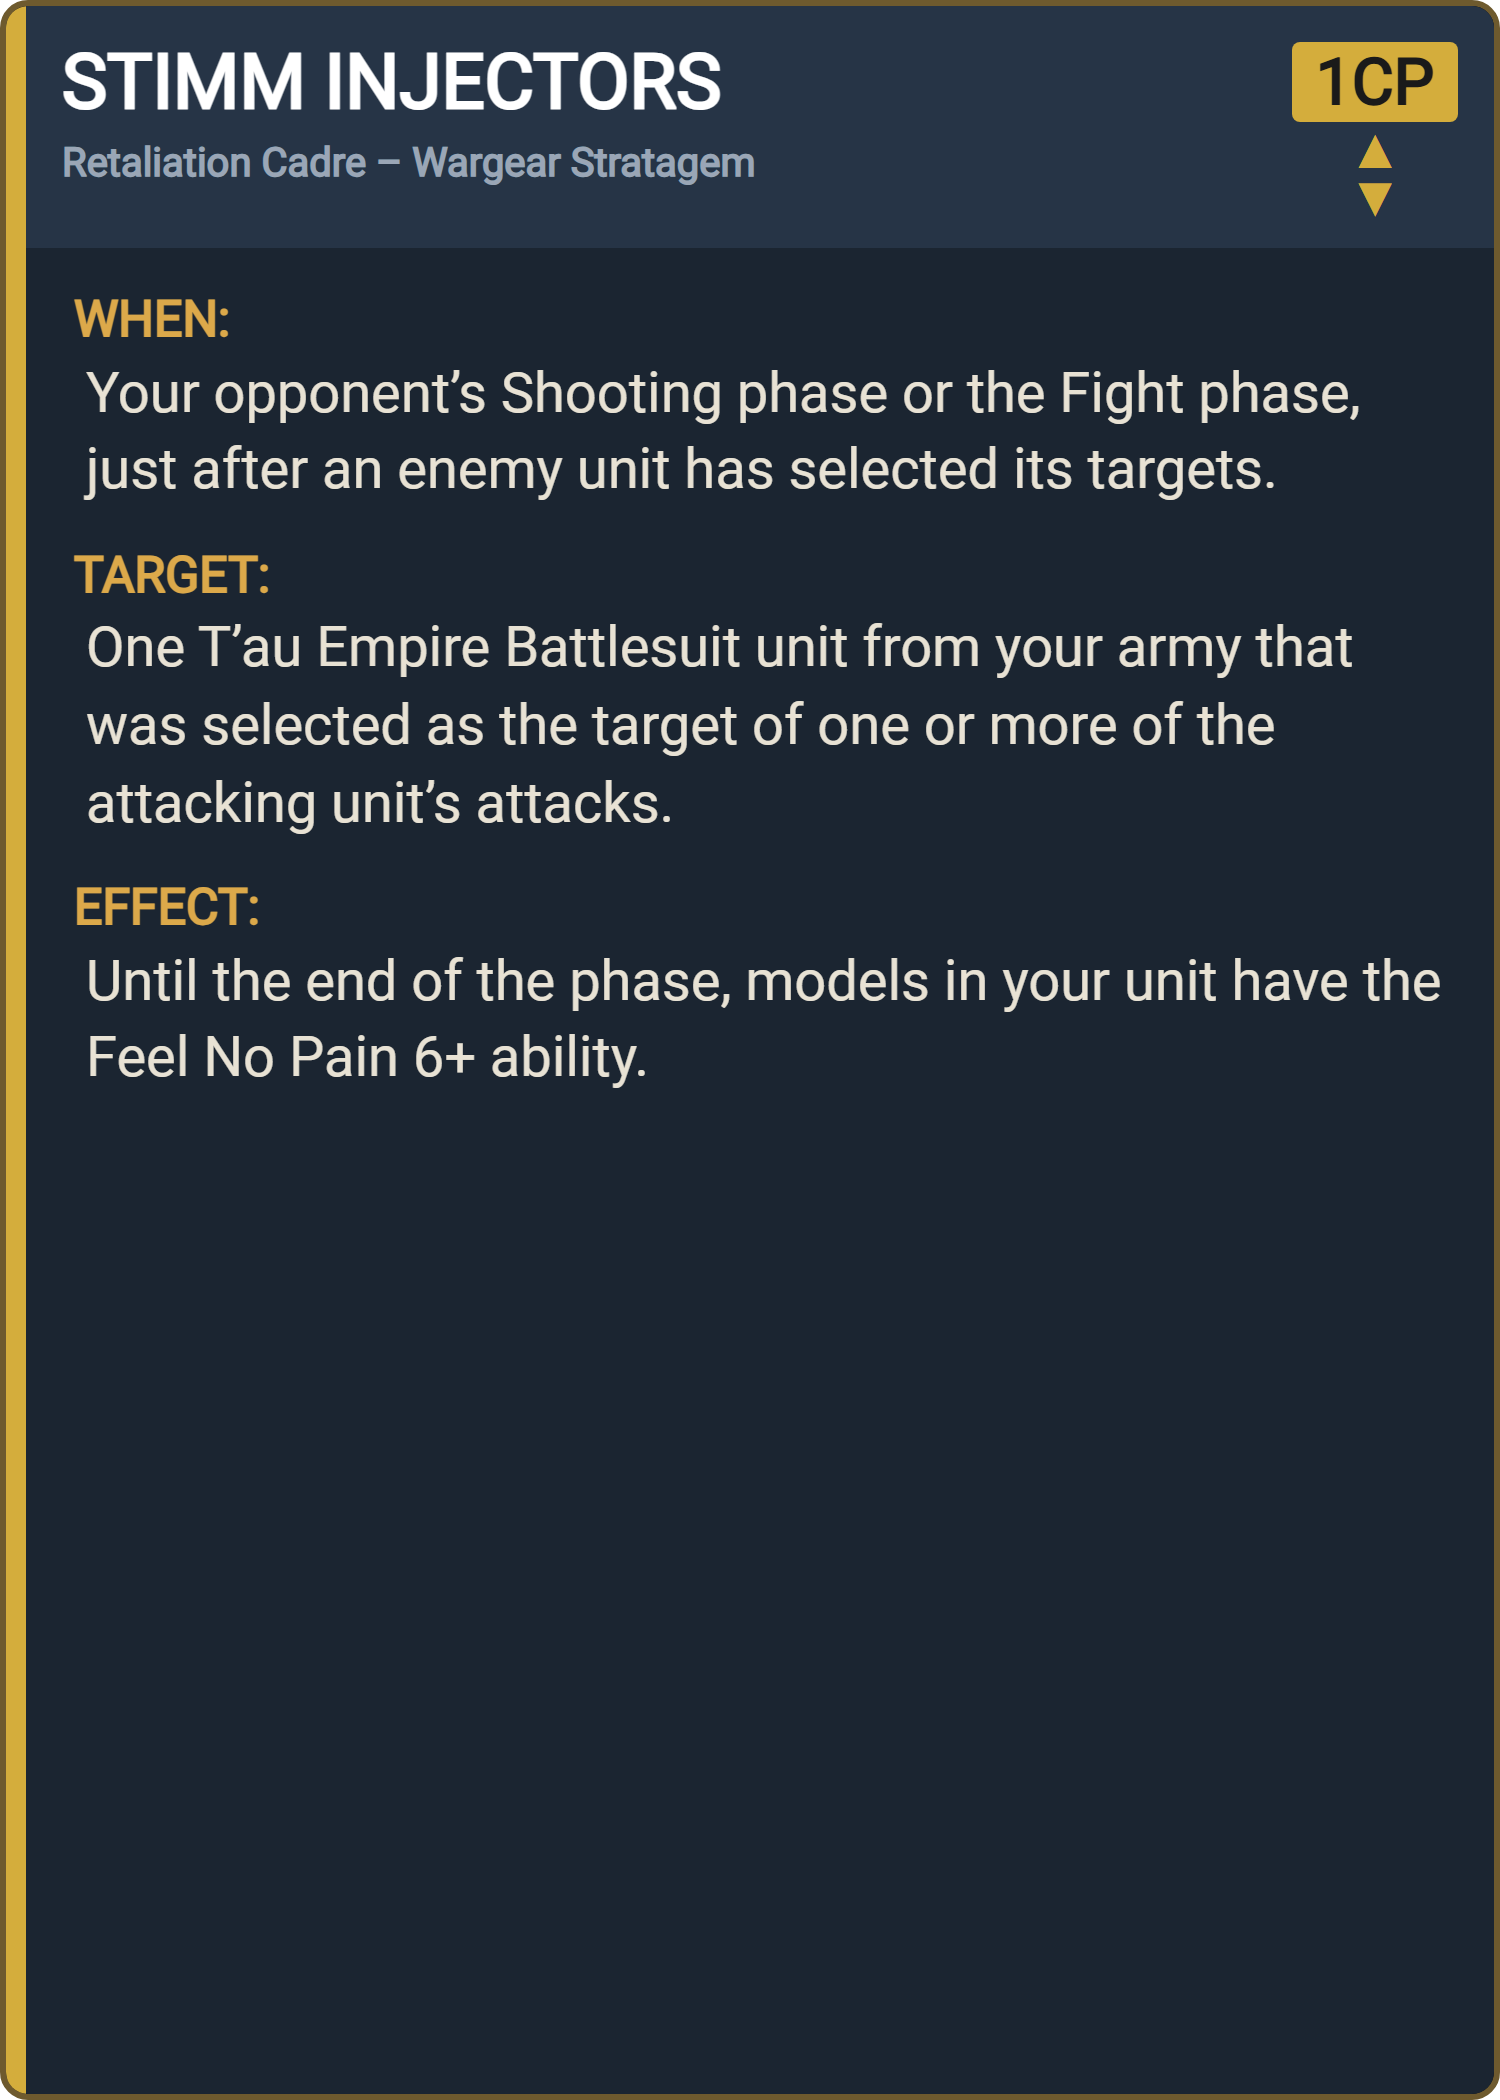 STIMM INJECTORS
1CP
Retaliation Cadre – Wargear Stratagem
WHEN:
Your opponent’s Shooting phase or the Fight phase,
just after an enemy unit has selected its targets.
TARGET:
One T’au Empire Battlesuit unit from your army that
was selected as the target of one or more of the
attacking unit’s attacks.
EFFECT:
Until the end of the phase, models in your unit have the
Feel No Pain 6+ ability.